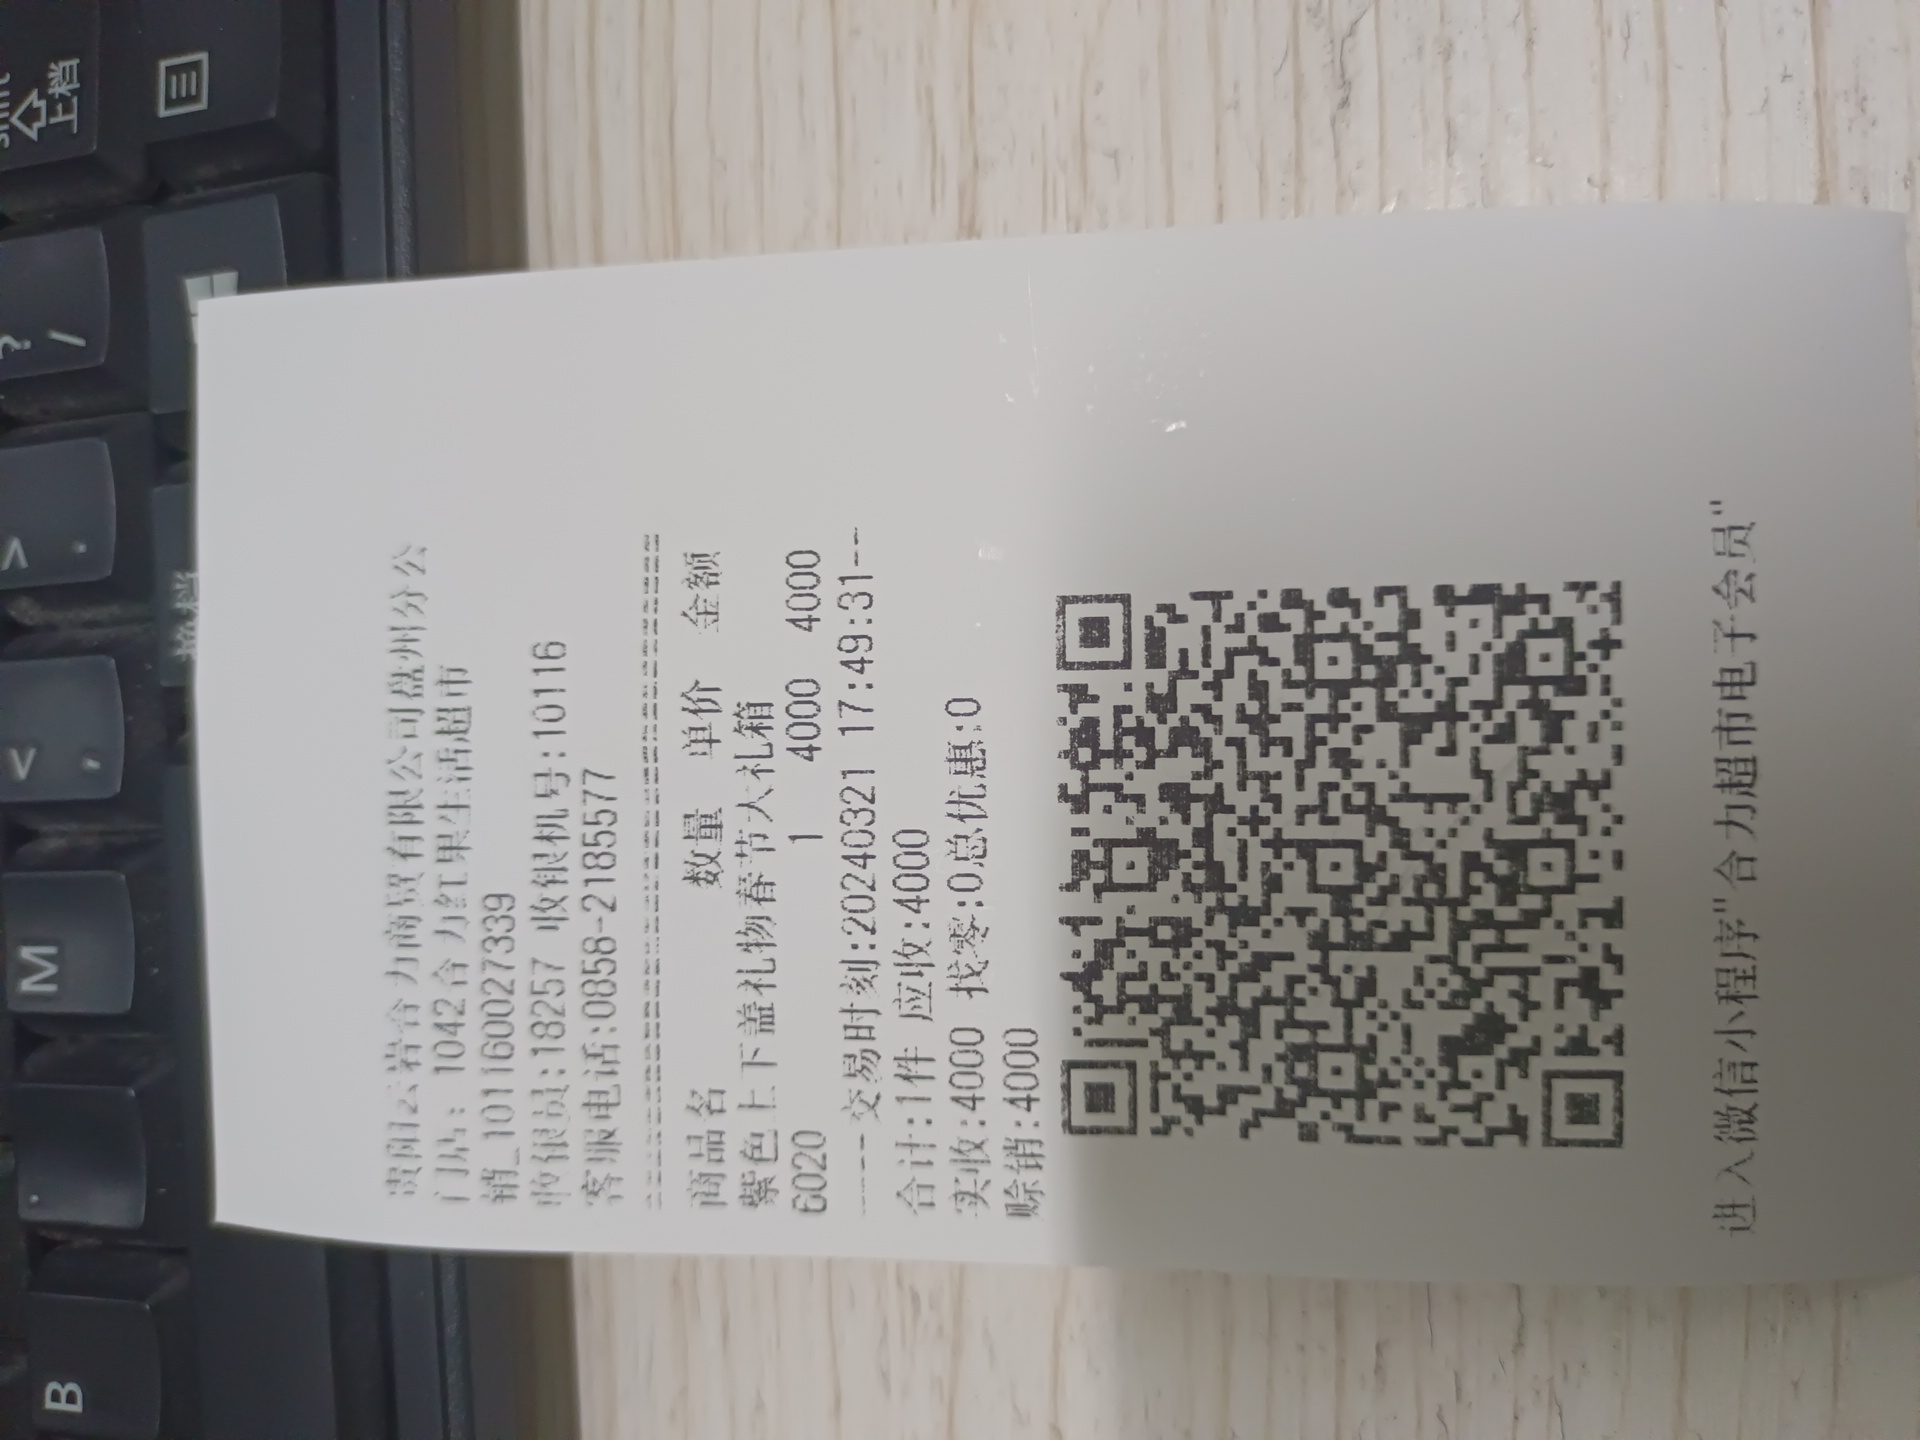 贵阳云岩合力商贸有限公司盘州分公
门店: 1042合力红果生活超市
销_101160027339
收银员:18257 收银机号:10116
客服电话:0858-2185577
商品名 数量 单价 金额
紫色上下盖礼物春节大礼箱
6020 1 4000 4000
----交易时刻:20240321 17:49:31---
合计:1件 应收:4000
实收:4000 找零:0总优惠:0
赊销:4000
进入微信小程序"合力超市电子会员"
shift
上档
?
/
>
.
<
,
M
B